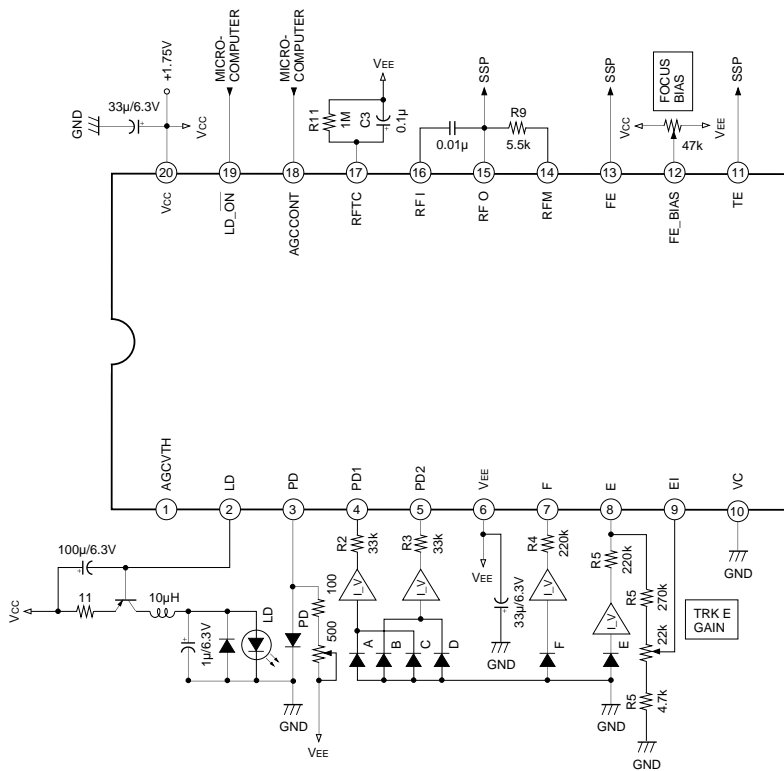 GND
33µ/6.3V
+1.75V
Vcc
MICRO-
COMPUTER
MICRO-
COMPUTER
VEE
R11
1M
C3
0.1µ
SSP
0.01µ
R9
5.5k
SSP
FOCUS
BIAS
Vcc
VEE
47k
SSP
20
19
18
17
16
15
14
13
12
11
Vcc
LD_ON
AGCCONT
RFTC
RF I
RF O
RFM
FE
FE_BIAS
TE
AGCVTH
LD
PD
PD1
PD2
VEE
F
E
EI
VC
1
2
3
4
5
6
7
8
9
10
100µ/6.3V
Vcc
11
10µH
1µ/6.3V
LD
PD
100
500
GND
VEE
R2
33k
I_V
R3
33k
I_V
A
B
C
D
VEE
33µ/6.3V
GND
R4
220k
I_V
F
R5
220k
I_V
E
GND
R5
270k
22k
R5
4.7k
GND
TRK E
GAIN
GND